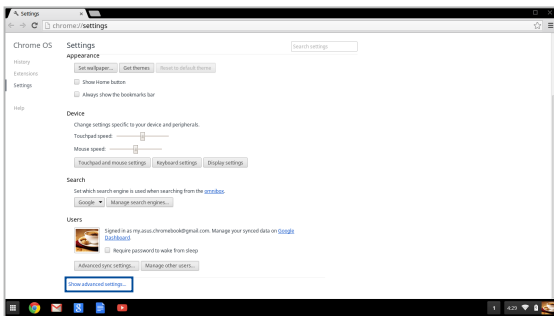 Settings
chrome://settings
Chrome OS
Settings
Search settings
History
Extensions
Settings
Help
Appearance
Set wallpaper... Get themes Reset to default theme
Show Home button
Always show the bookmarks bar
Device
Change settings specific to your device and peripherals.
Touchpad speed:
Mouse speed:
Touchpad and mouse settings Keyboard settings Display settings
Search
Set which search engine is used when searching from the omnibox.
Google Manage search engines...
Users
Signed in as my.asus.chromebook@gmail.com. Manage your synced data on Google
Dashboard.
Require password to wake from sleep
Advanced sync settings... Manage other users...
Show advanced settings...
1 4:29